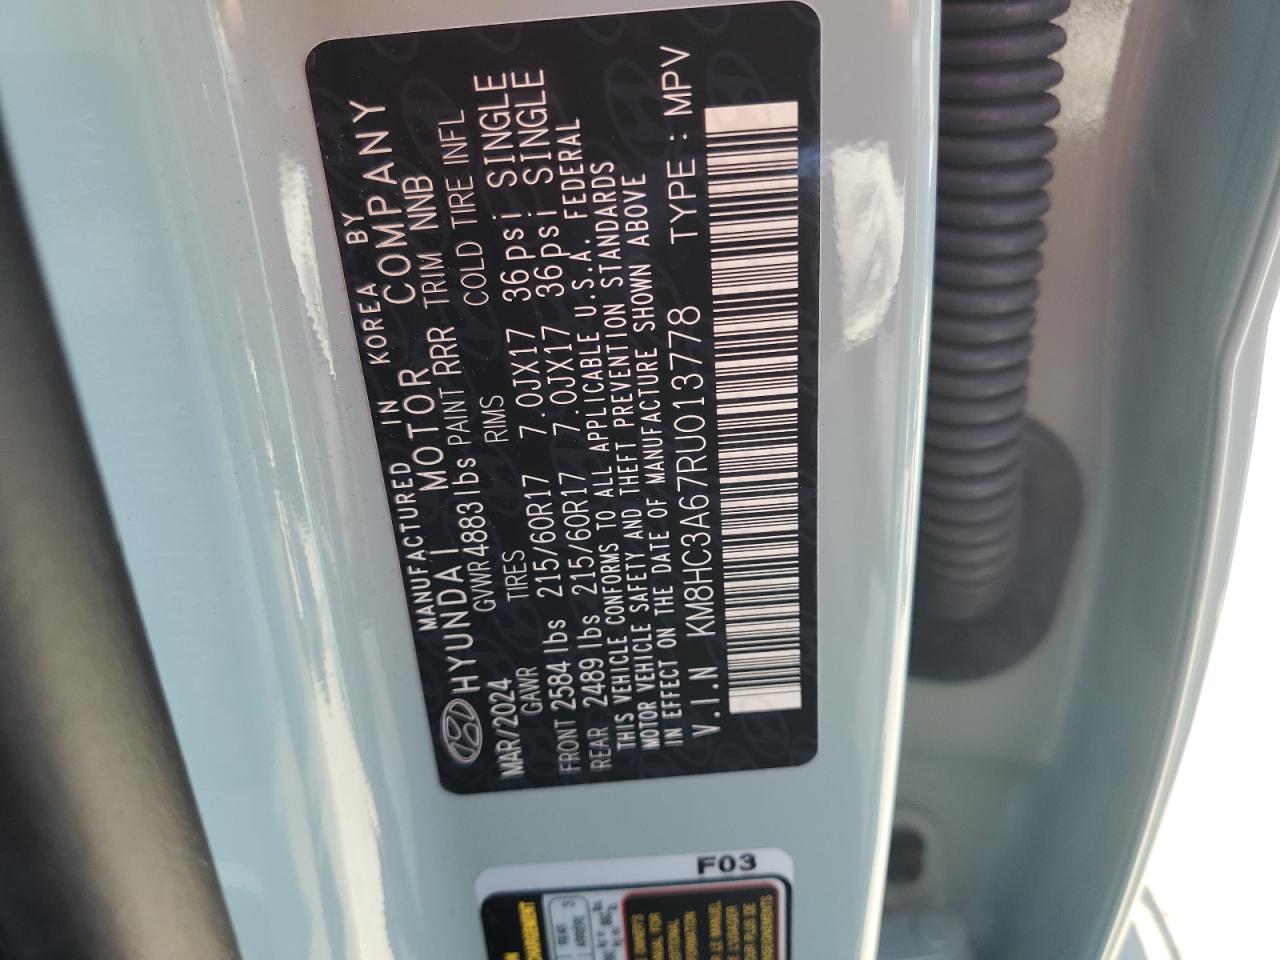 MANUFACTURED IN KOREA BY
HYUNDAI MOTOR COMPANY
MAR/2024 GVWR 4883 lbs PAINT RRR TRIM NNB
GAWR TIRES RIMS COLD TIRE INFL
FRONT 2584 lbs 215/60R17 7.0JX17 36psi SINGLE
REAR 2489 lbs 215/60R17 7.0JX17 36psi SINGLE
THIS VEHICLE CONFORMS TO ALL APPLICABLE U.S.A. FEDERAL
MOTOR VEHICLE SAFETY AND THEFT PREVENTION STANDARDS
IN EFFECT ON THE DATE OF MANUFACTURE SHOWN ABOVE
V.I.N KM8HC3A67RU013778 TYPE : MPV
F03